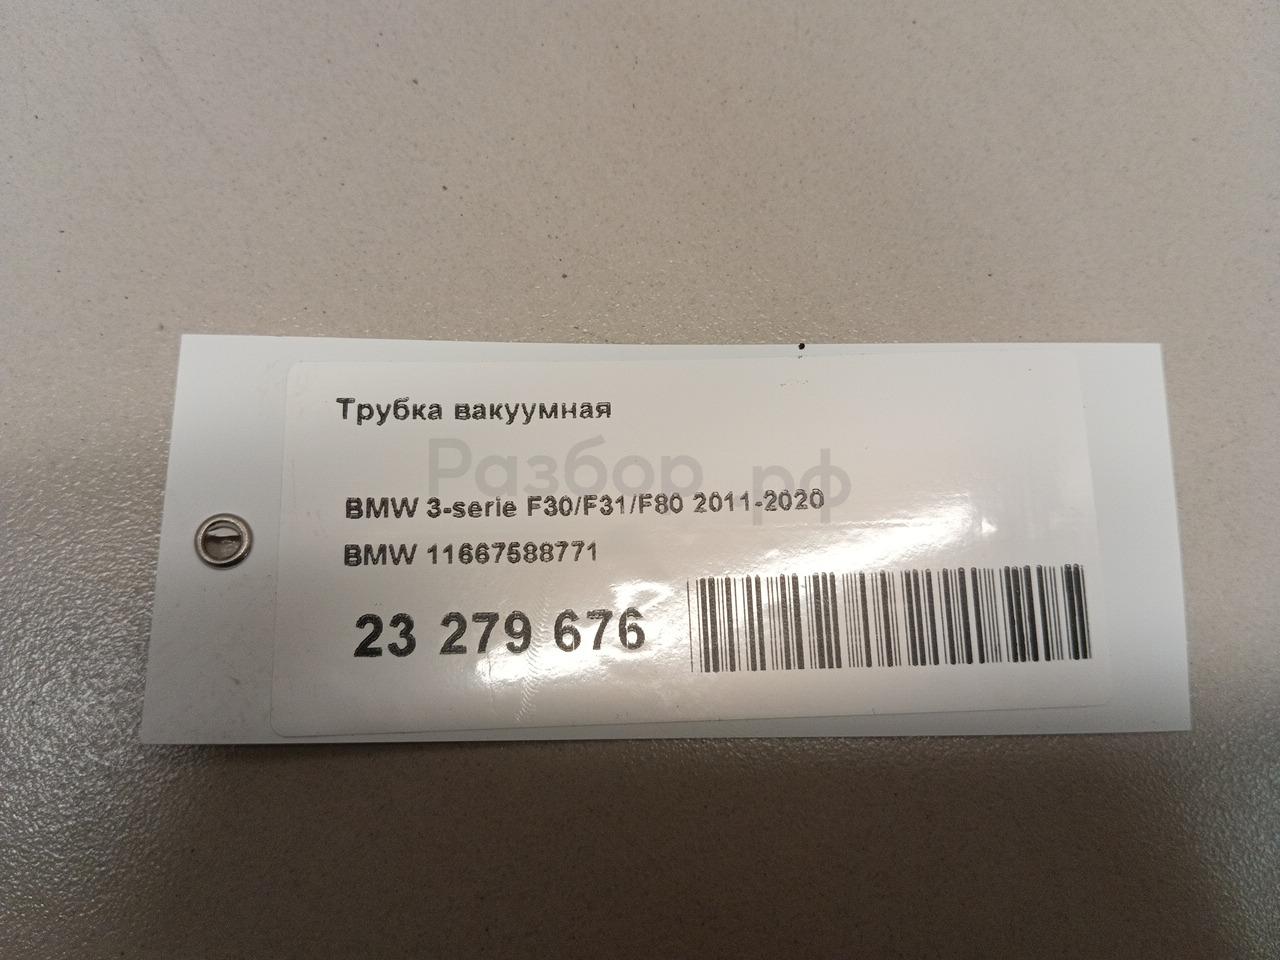 Трубка вакуумная
Разбор.рф
BMW 3-serie F30/F31/F80 2011-2020
BMW 11667588771
23 279 676